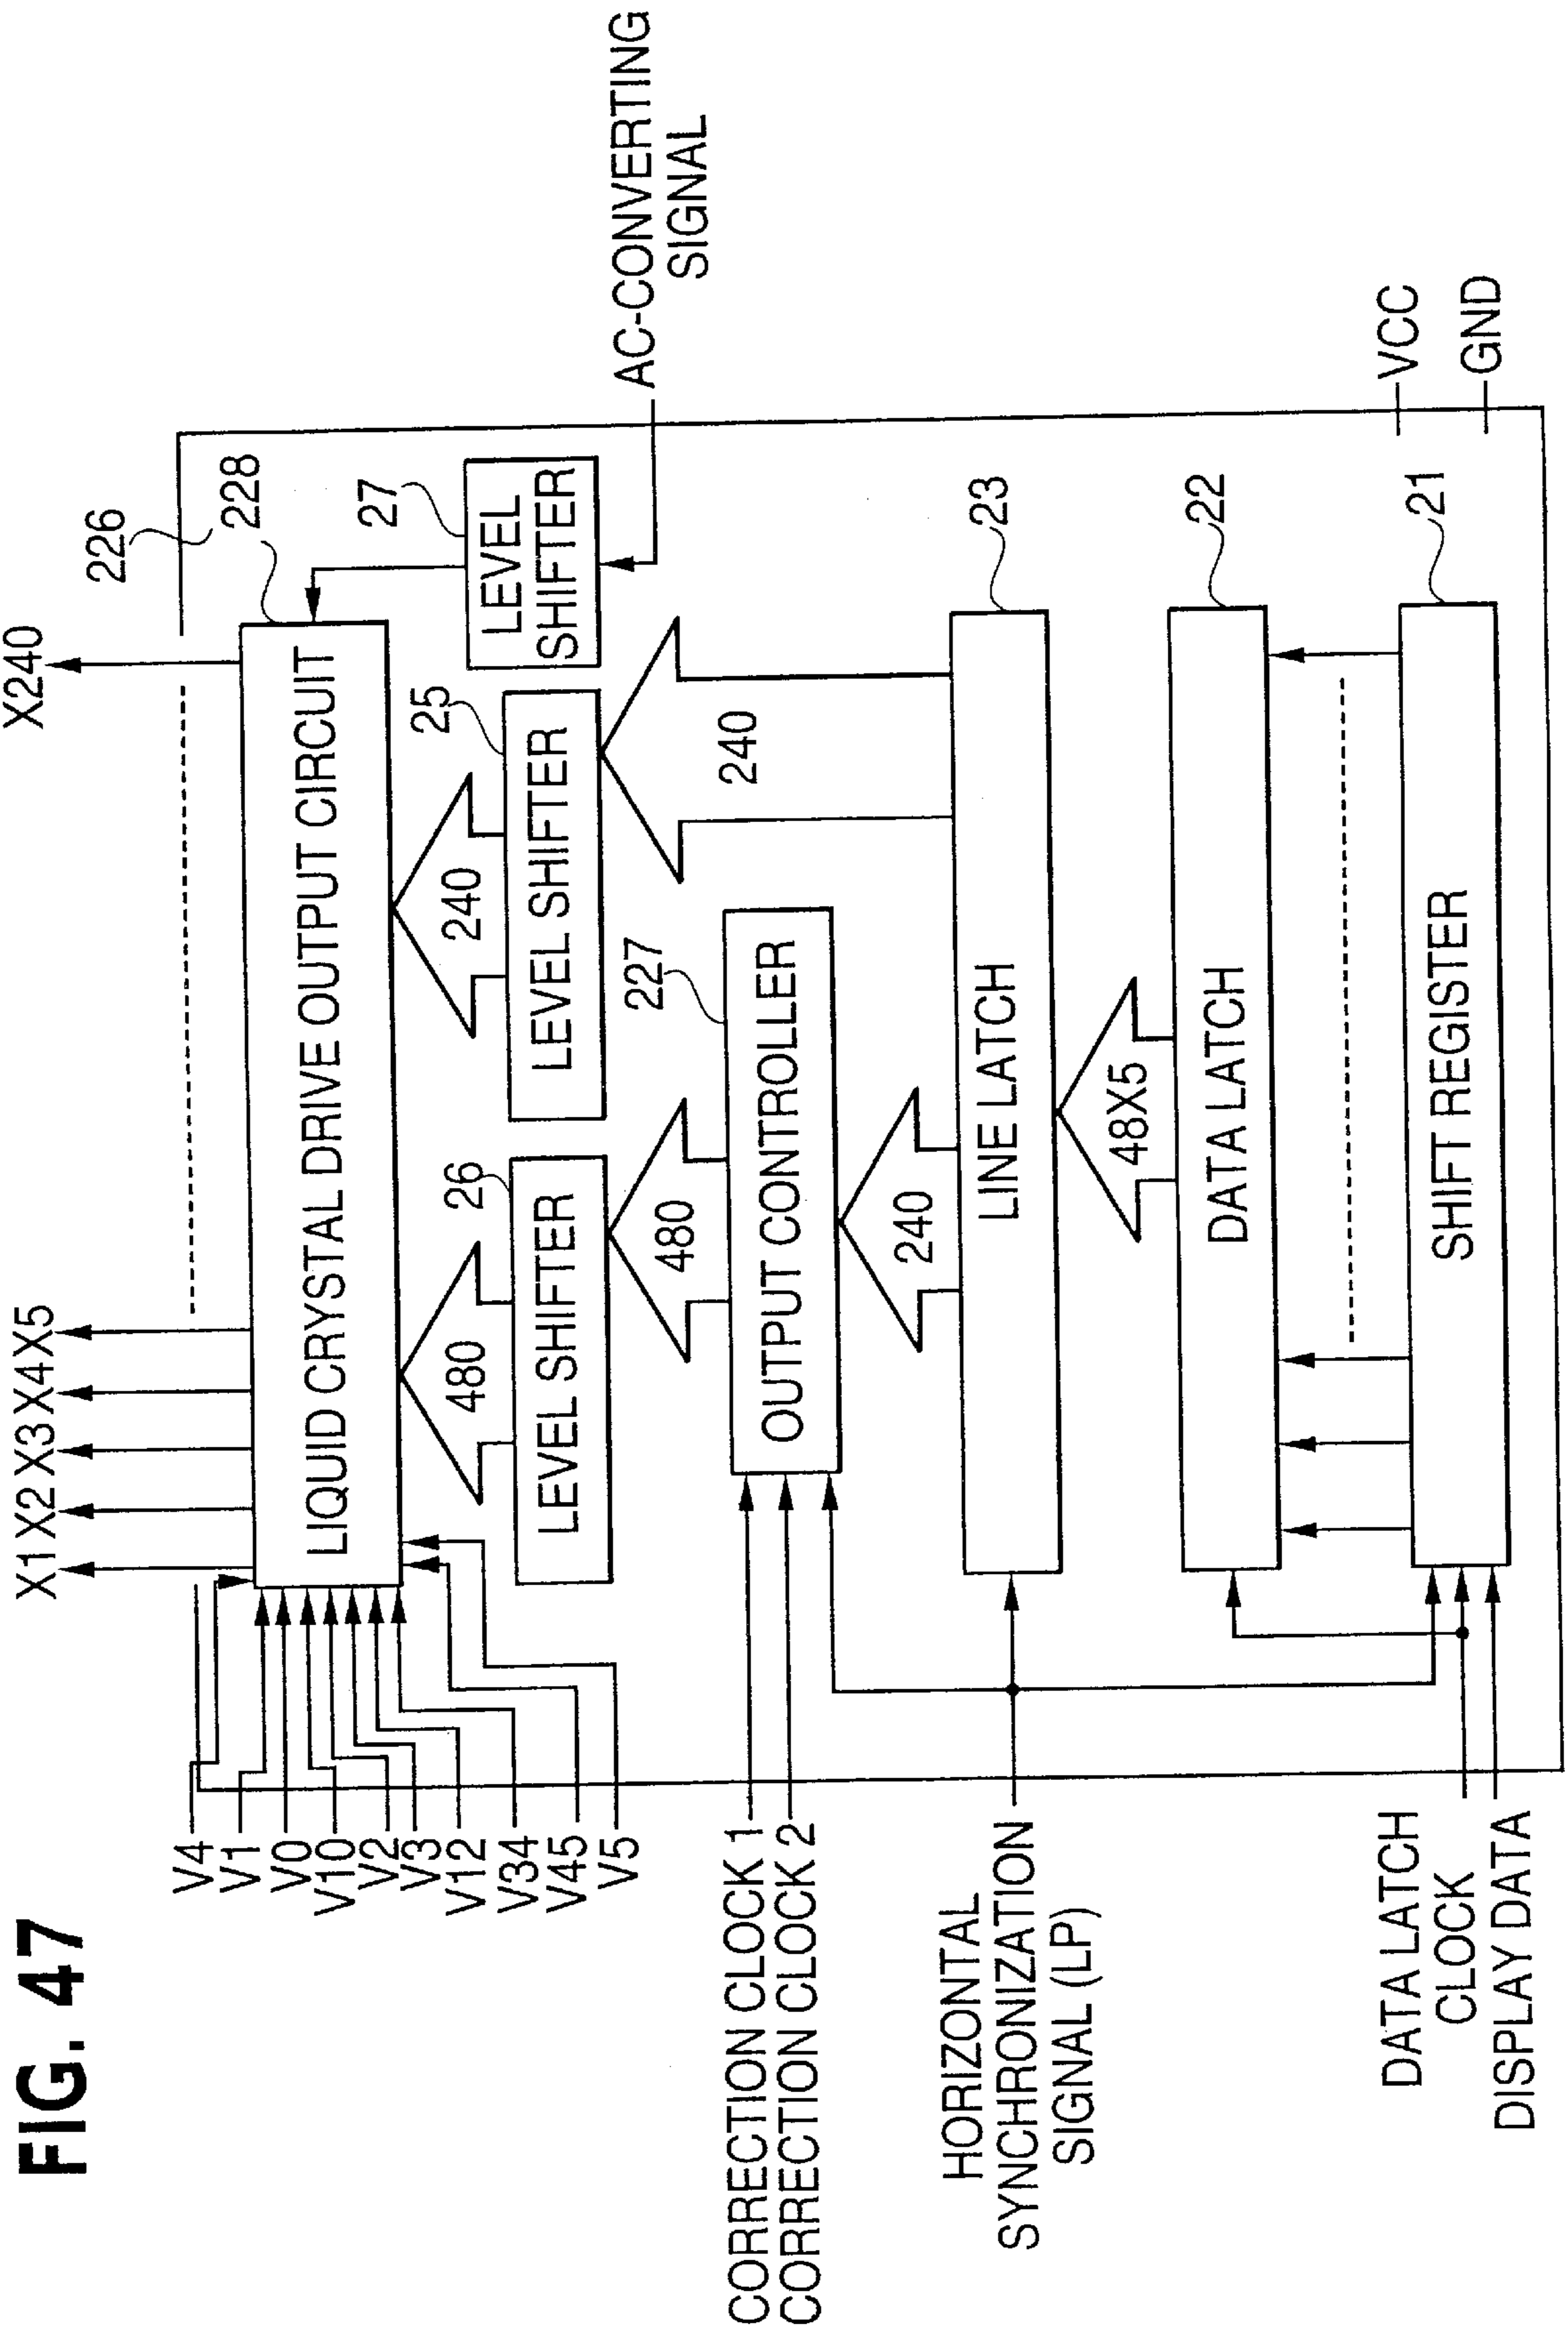 FIG. 47
X1 X2 X3 X4 X5
X240
226
228
V4
V1
V0
V10
V2
V3
V12
V34
V45
V5
LIQUID CRYSTAL DRIVE OUTPUT CIRCUIT
480
240
26
25
27
LEVEL SHIFTER
LEVEL SHIFTER
LEVEL
SHIFTER
AC-CONVERTING
SIGNAL
480
227
240
CORRECTION CLOCK 1
CORRECTION CLOCK 2
OUTPUT CONTROLLER
240
23
HORIZONTAL
SYNCHRONIZATION
SIGNAL (LP)
LINE LATCH
48X5
22
DATA LATCH
21
DATA LATCH
CLOCK
DISPLAY DATA
SHIFT REGISTER
VCC
GND